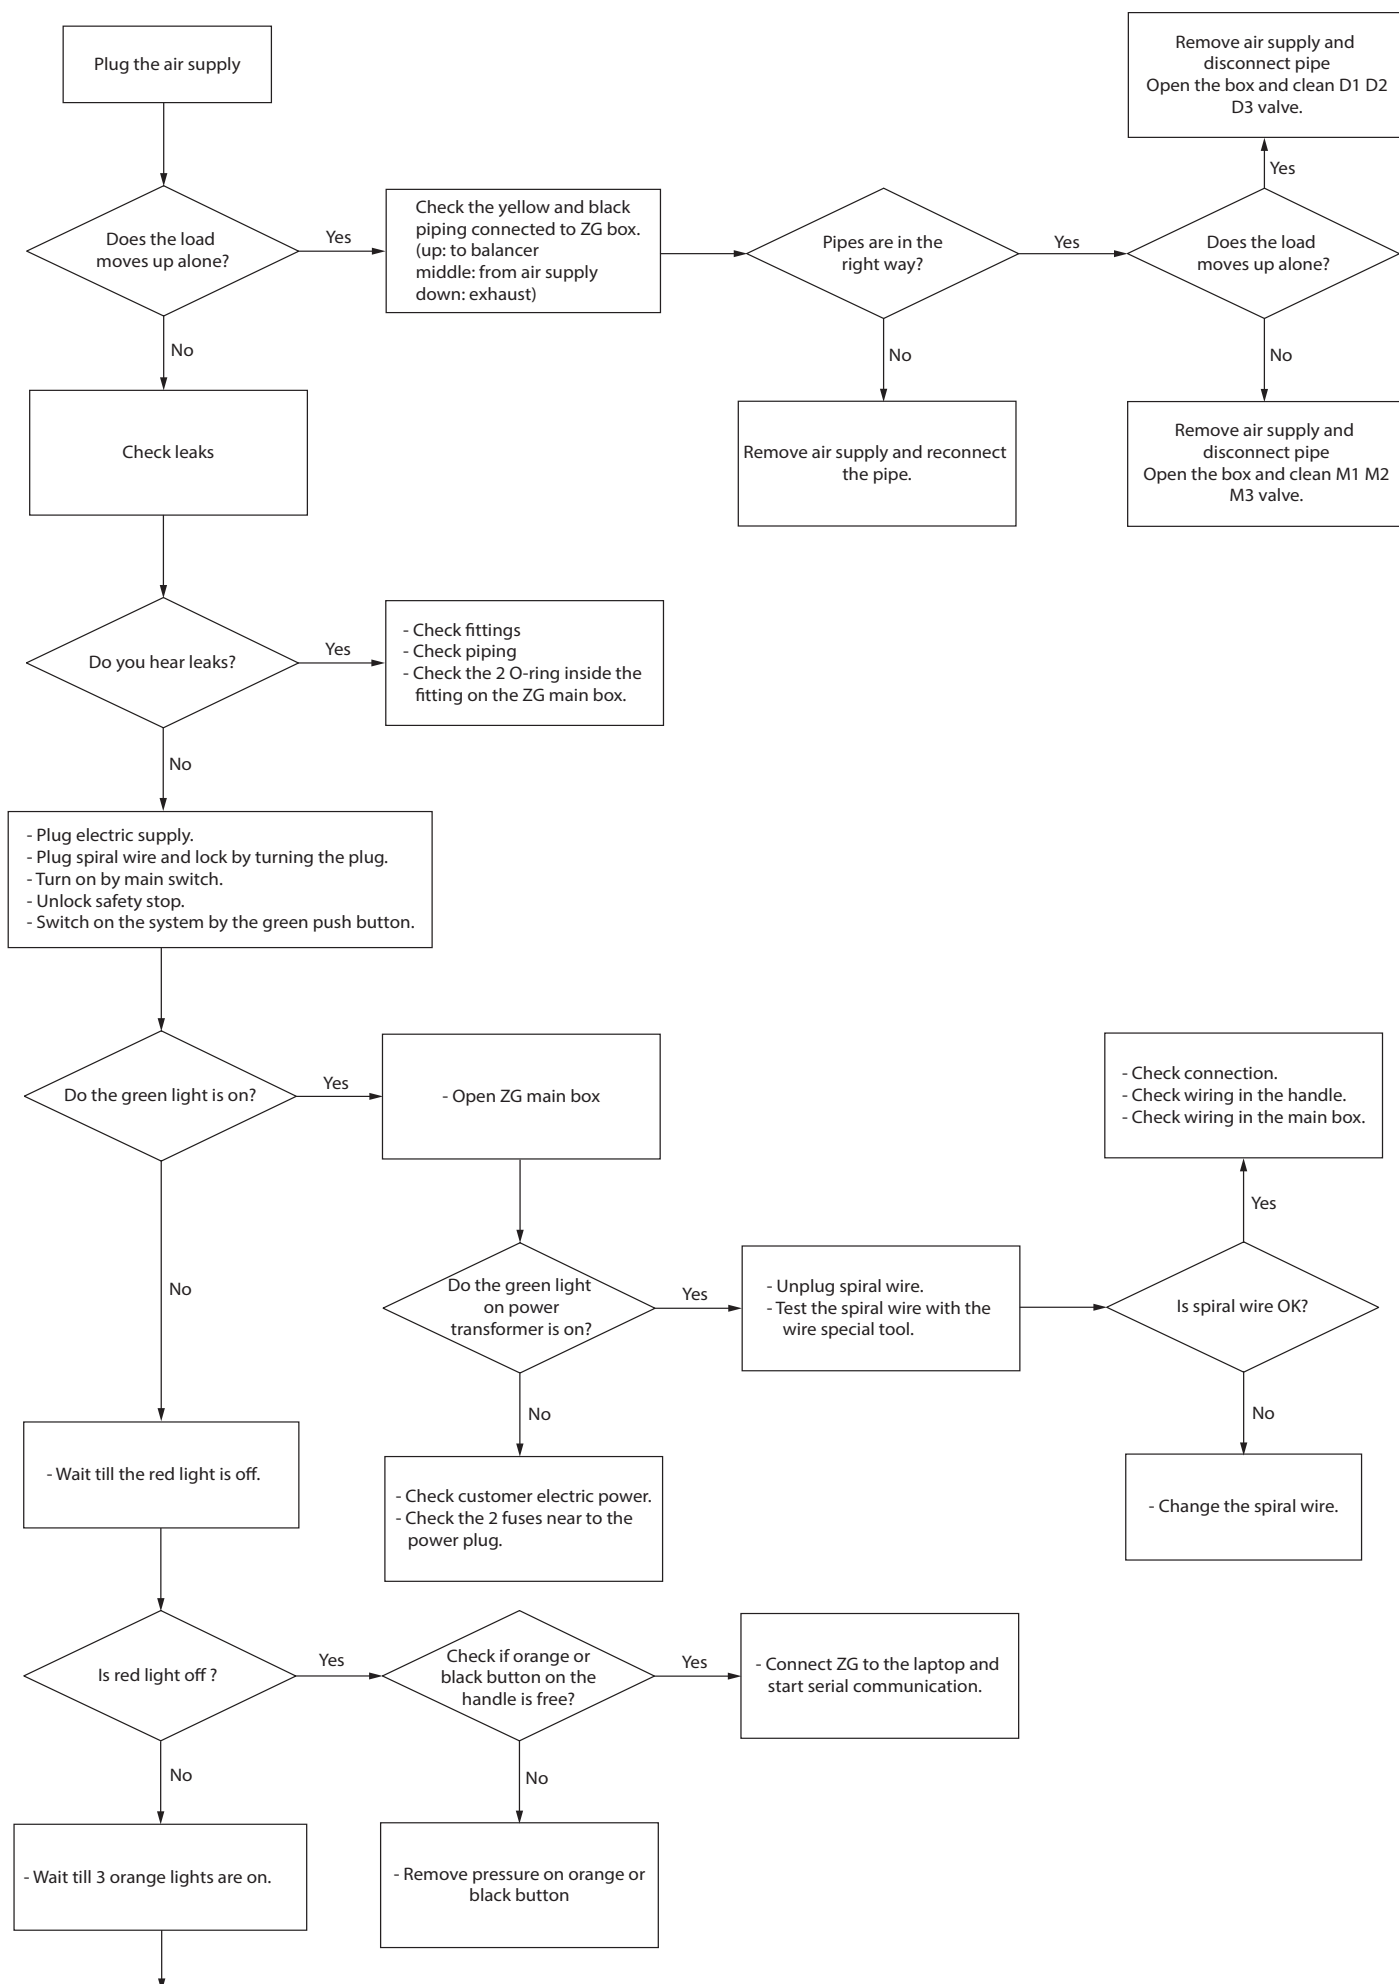 Plug the air supply
Does the load
moves up alone?
Yes
Check the yellow and black
piping connected to ZG box.
(up: to balancer
middle: from air supply
down: exhaust)
Pipes are in the
right way?
Yes
Does the load
moves up alone?
Yes
Remove air supply and
disconnect pipe
Open the box and clean D1 D2
D3 valve.
No
Remove air supply and
disconnect pipe
Open the box and clean M1 M2
M3 valve.
No
Remove air supply and reconnect
the pipe.
No
Check leaks
Do you hear leaks?
Yes
- Check fittings
- Check piping
- Check the 2 O-ring inside the
fitting on the ZG main box.
No
- Plug electric supply.
- Plug spiral wire and lock by turning the plug.
- Turn on by main switch.
- Unlock safety stop.
- Switch on the system by the green push button.
Do the green light is on?
Yes
- Open ZG main box
Do the green light
on power
transformer is on?
Yes
- Unplug spiral wire.
- Test the spiral wire with the
wire special tool.
Is spiral wire OK?
Yes
- Check connection.
- Check wiring in the handle.
- Check wiring in the main box.
No
- Change the spiral wire.
No
- Check customer electric power.
- Check the 2 fuses near to the
power plug.
No
- Wait till the red light is off.
Is red light off ?
Yes
Check if orange or
black button on the
handle is free?
Yes
- Connect ZG to the laptop and
start serial communication.
No
- Remove pressure on orange or
black button
No
- Wait till 3 orange lights are on.